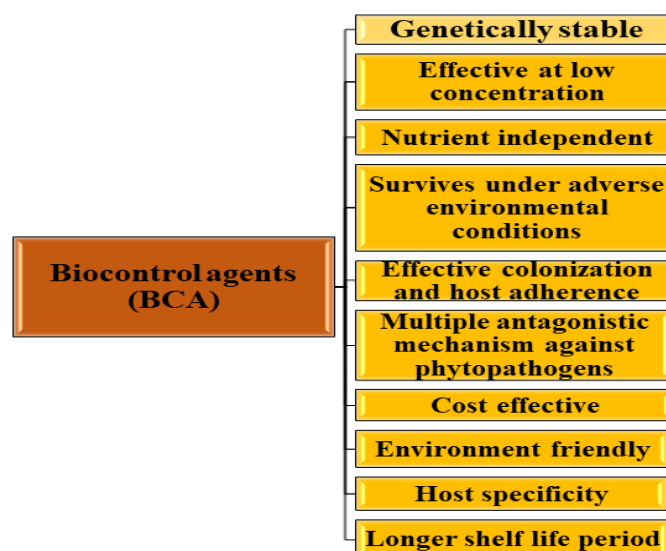 Genetically stable
Effective at low
concentration
Nutrient independent
Survives under adverse
environmental
conditions
Biocontrol agents
(BCA)
Effective colonization
and host adherence
Multiple antagonistic
mechanism against
phytopathogens
Cost effective
Environment friendly
Host specificity
Longer shelf life period